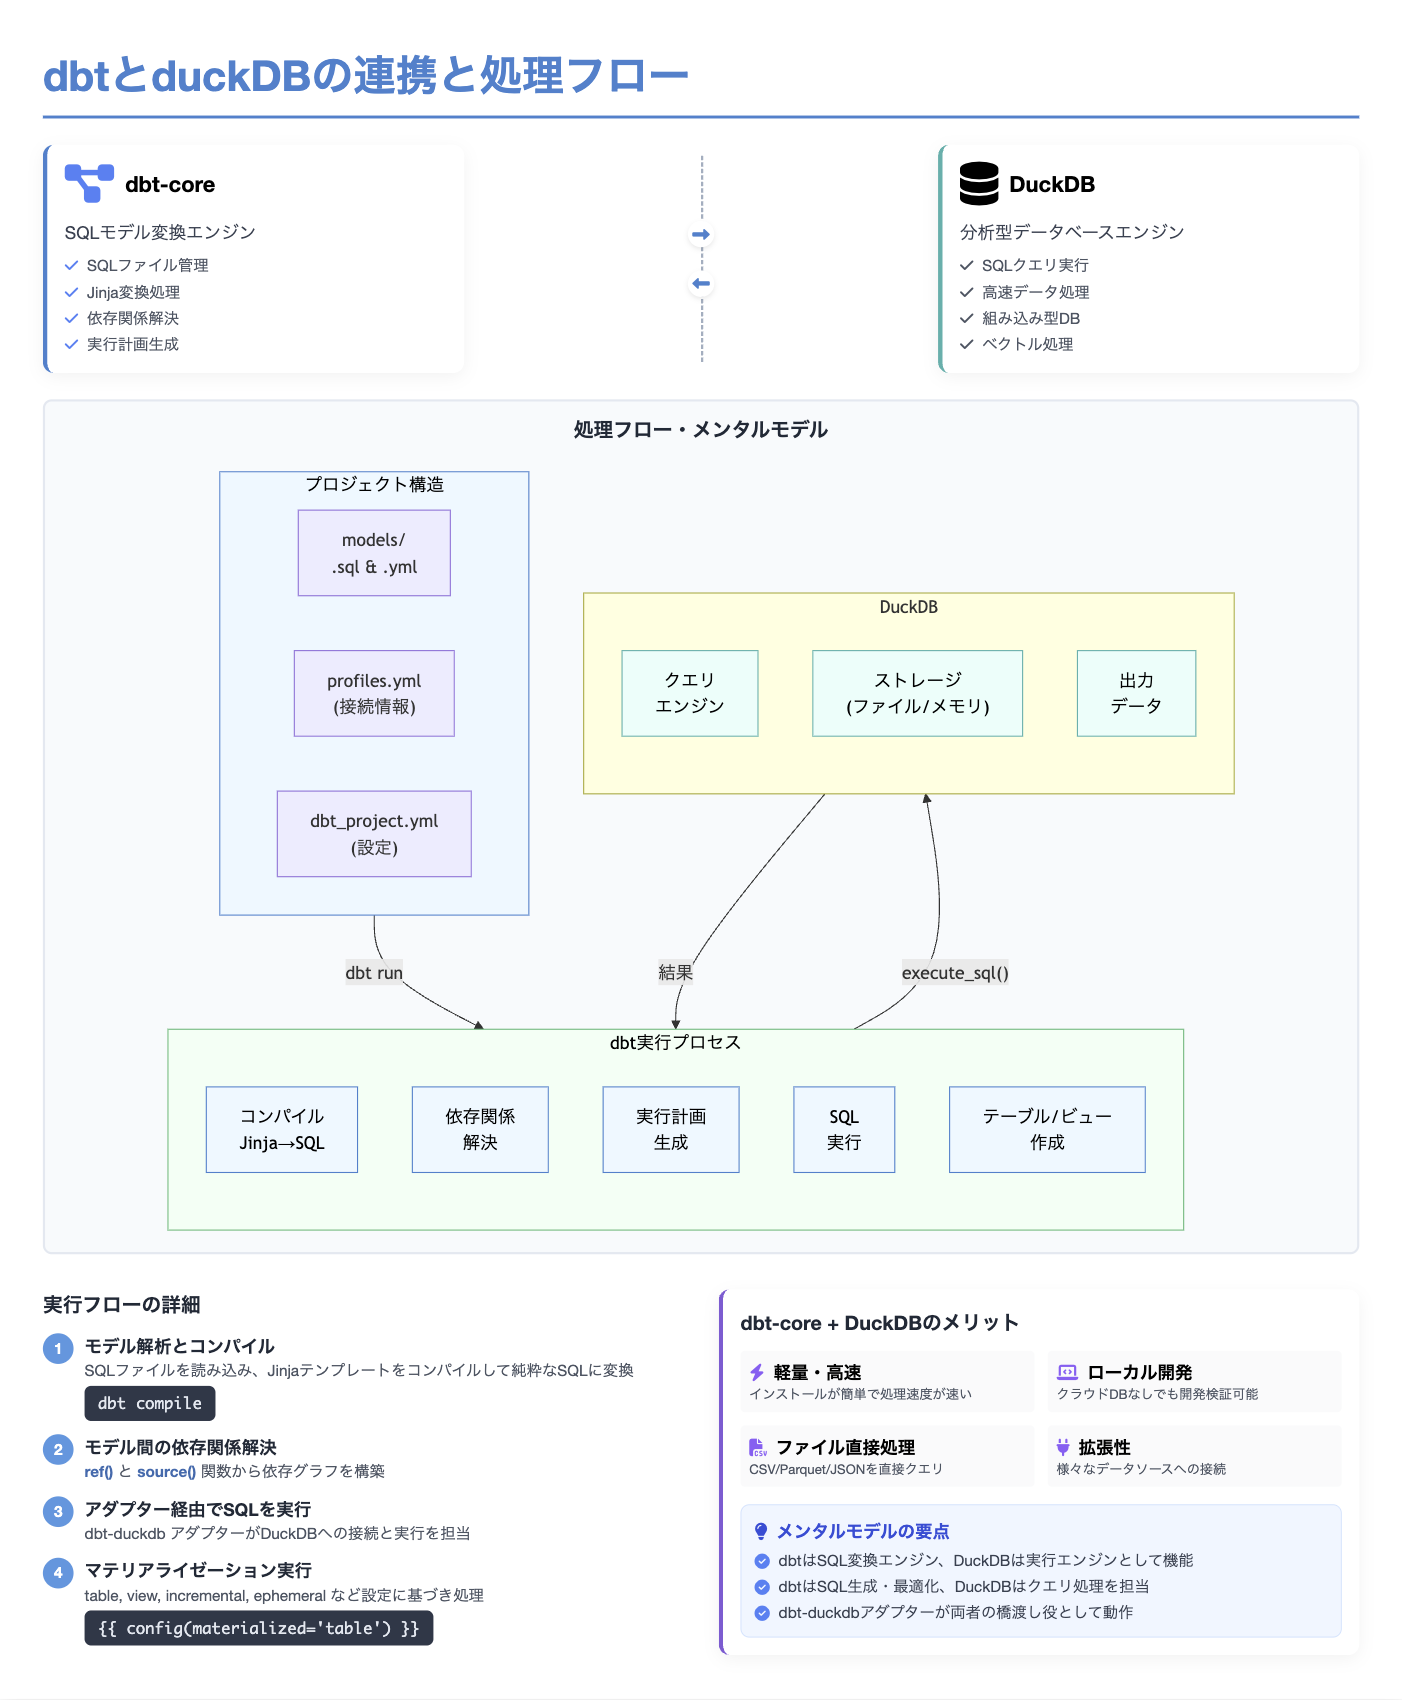 dbtとduckDBの連携と処理フロー
dbt-core
SQLモデル変換エンジン
SQLファイル管理
Jinja変換処理
依存関係解決
実行計画生成
DuckDB
分析型データベースエンジン
SQLクエリ実行
高速データ処理
組み込み型DB
ベクトル処理
処理フロー・メンタルモデル
プロジェクト構造
models/
.sql & .yml
profiles.yml
(接続情報)
dbt_project.yml
(設定)
DuckDB
クエリ
エンジン
ストレージ
(ファイル/メモリ)
出力
データ
dbt run
結果
execute_sql()
dbt実行プロセス
コンパイル
Jinja→SQL
依存関係
解決
実行計画
生成
SQL
実行
テーブル/ビュー
作成
実行フローの詳細
1
モデル解析とコンパイル
SQLファイルを読み込み、Jinjaテンプレートをコンパイルして純粋なSQLに変換
dbt compile
2
モデル間の依存関係解決
ref() と source() 関数から依存グラフを構築
3
アダプター経由でSQLを実行
dbt-duckdb アダプターがDuckDBへの接続と実行を担当
4
マテリアライゼーション実行
table, view, incremental, ephemeral など設定に基づき処理
{{ config(materialized='table') }}
dbt-core + DuckDBのメリット
軽量・高速
インストールが簡単で処理速度が速い
ローカル開発
クラウドDBなしでも開発検証可能
CSV
ファイル直接処理
CSV/Parquet/JSONを直接クエリ
拡張性
様々なデータソースへの接続
メンタルモデルの要点
dbtはSQL変換エンジン、DuckDBは実行エンジンとして機能
dbtはSQL生成・最適化、DuckDBはクエリ処理を担当
dbt-duckdbアダプターが両者の橋渡し役として動作